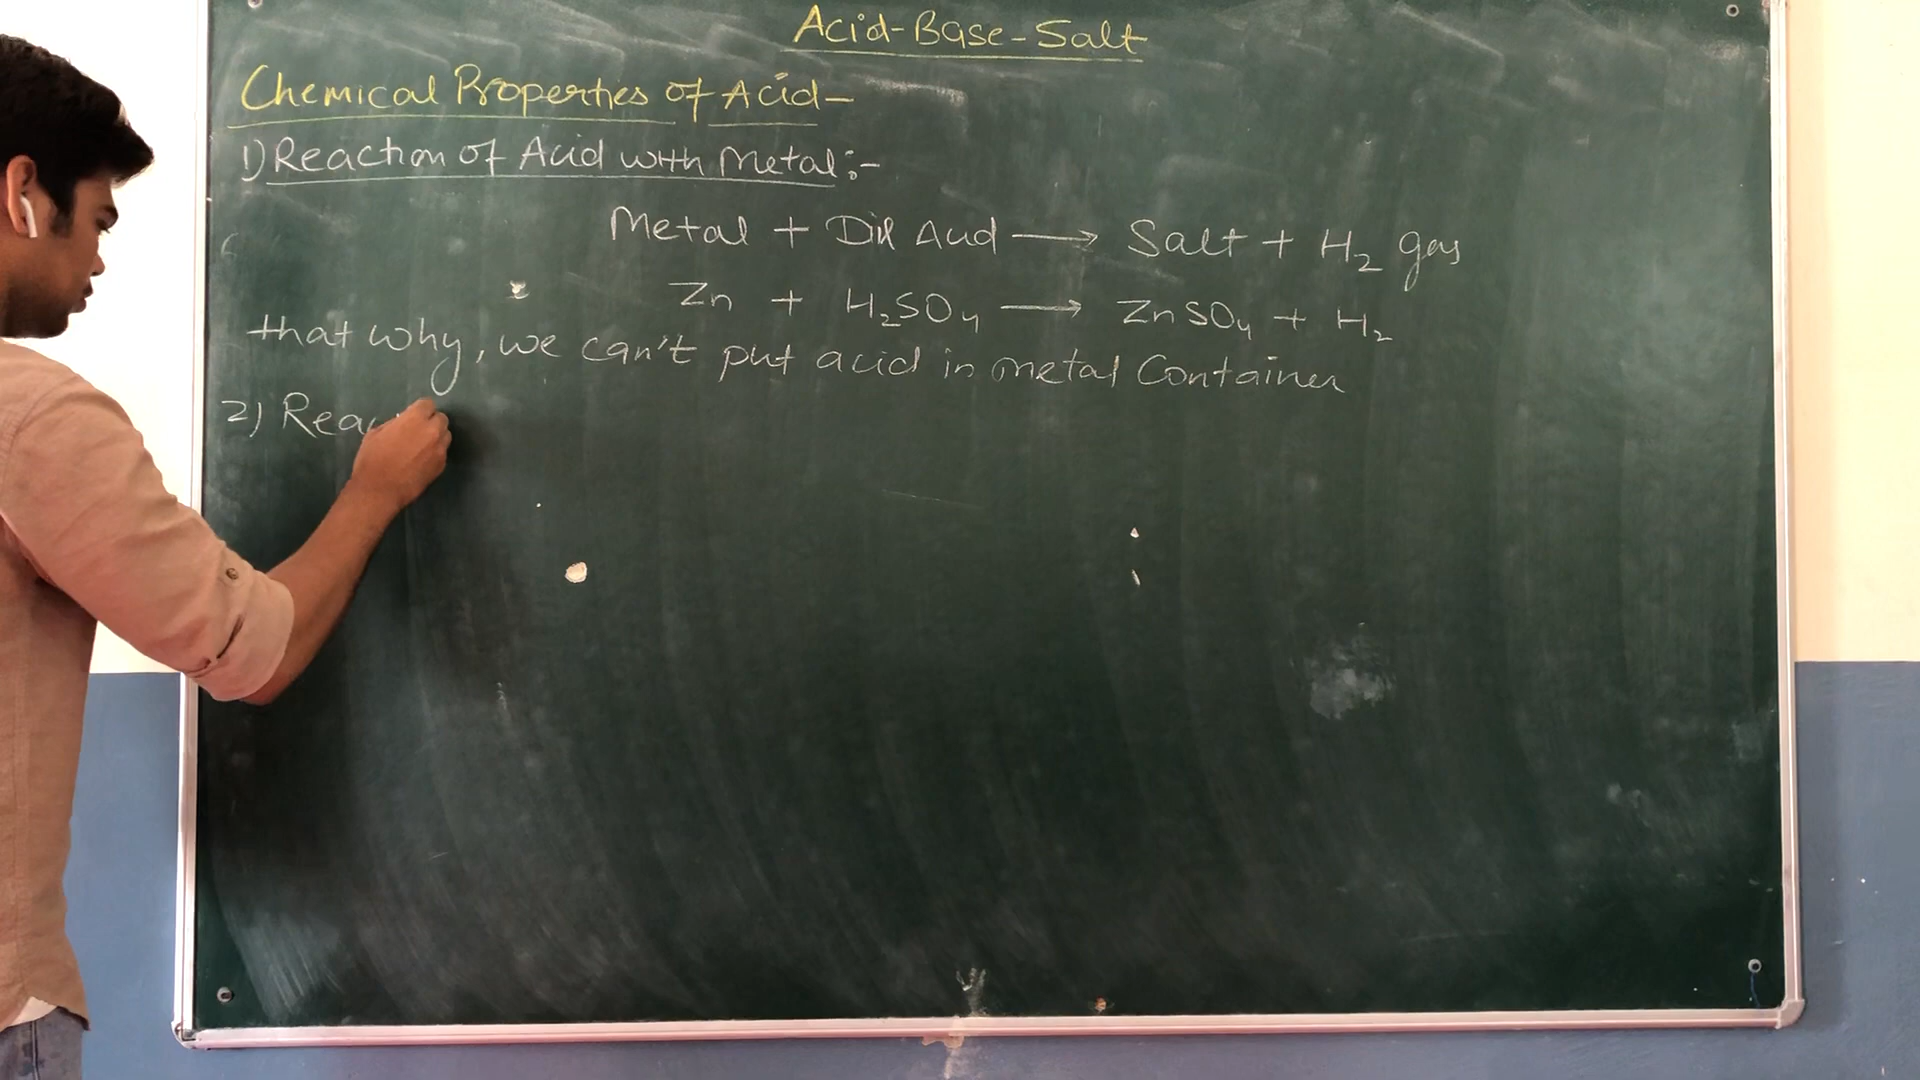 Acid-Base-Salt
Chemical Properties of Acid-
1) Reaction of Acid with Metal:-
Metal + Dil Acid ⟶ Salt + H₂ gas
Zn + H₂SO₄ ⟶ ZnSO₄ + H₂
that why, we can't put acid in metal Container
2) Reac